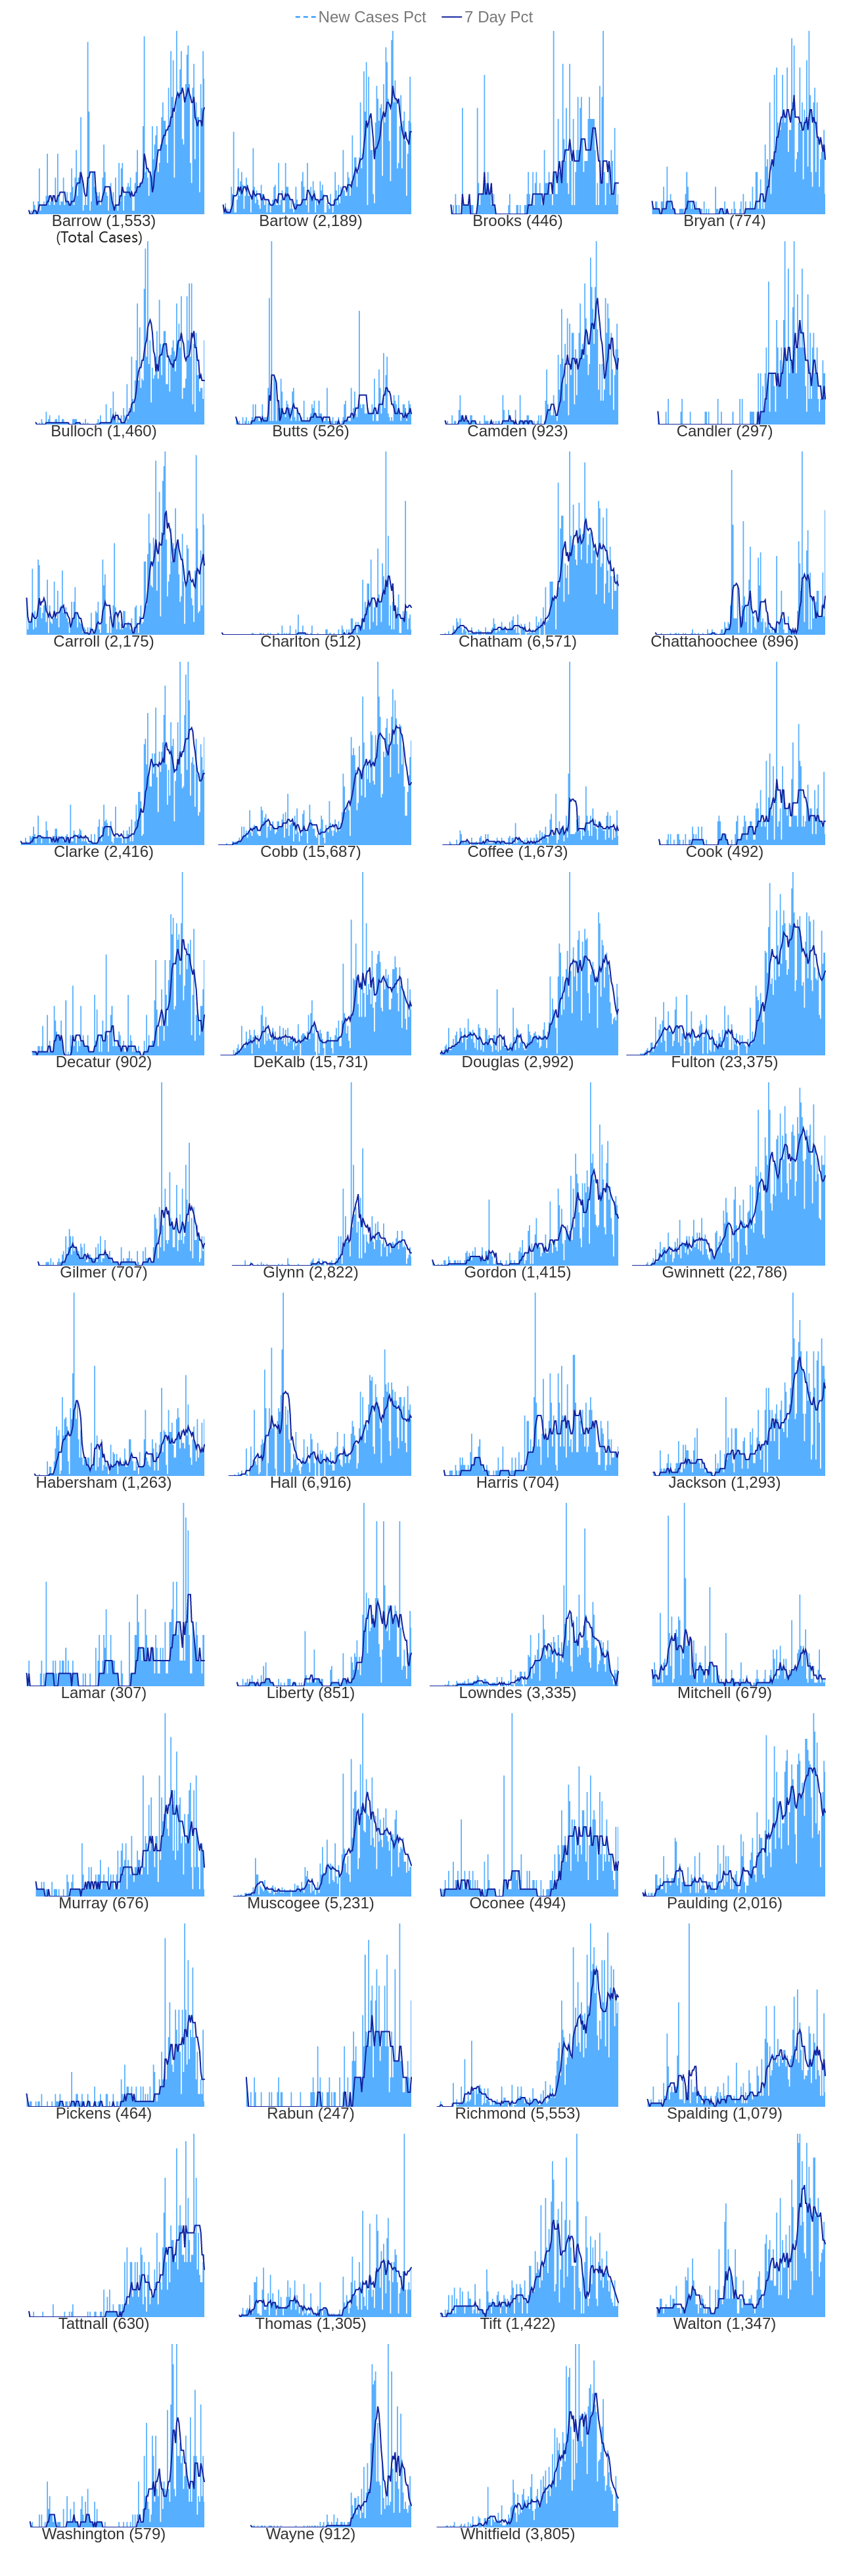 New Cases Pct 7 Day Pct
Barrow (1,553) Bartow (2,189) Brooks (446) Bryan (774)
(Total Cases)
Bulloch (1,460) Butts (526) Camden (923) Candler (297)
Carroll (2,175) Charlton (512) Chatham (6,571) Chattahoochee (896)
Clarke (2,416) Cobb (15,687) Coffee (1,673) Cook (492)
Decatur (902) DeKalb (15,731) Douglas (2,992) Fulton (23,375)
Gilmer (707) Glynn (2,822) Gordon (1,415) Gwinnett (22,786)
Habersham (1,263) Hall (6,916) Harris (704) Jackson (1,293)
Lamar (307) Liberty (851) Lowndes (3,335) Mitchell (679)
Murray (676) Muscogee (5,231) Oconee (494) Paulding (2,016)
Pickens (464) Rabun (247) Richmond (5,553) Spalding (1,079)
Tattnall (630) Thomas (1,305) Tift (1,422) Walton (1,347)
Washington (579) Wayne (912) Whitfield (3,805)